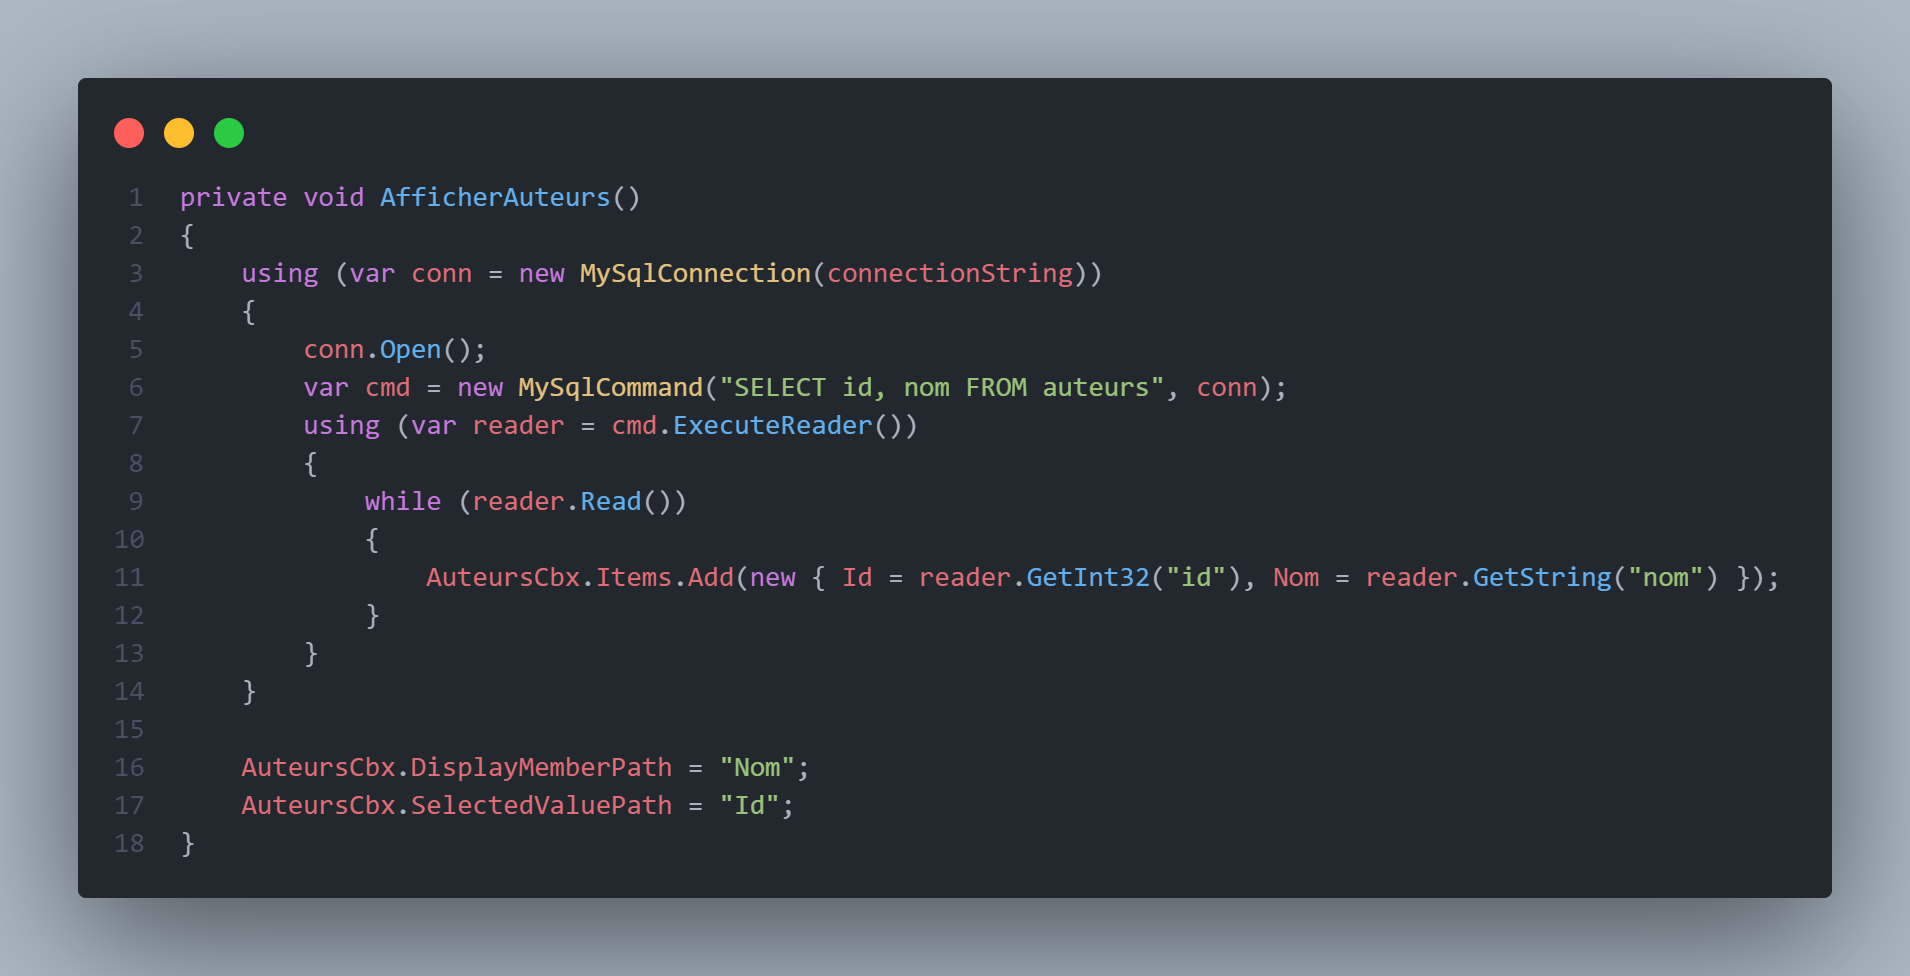 1 private void AfficherAuteurs()
2 {
3     using (var conn = new MySqlConnection(connectionString))
4     {
5         conn.Open();
6         var cmd = new MySqlCommand("SELECT id, nom FROM auteurs", conn);
7         using (var reader = cmd.ExecuteReader())
8         {
9             while (reader.Read())
10             {
11                 AuteursCbx.Items.Add(new { Id = reader.GetInt32("id"), Nom = reader.GetString("nom") });
12             }
13         }
14     }
15
16     AuteursCbx.DisplayMemberPath = "Nom";
17     AuteursCbx.SelectedValuePath = "Id";
18 }